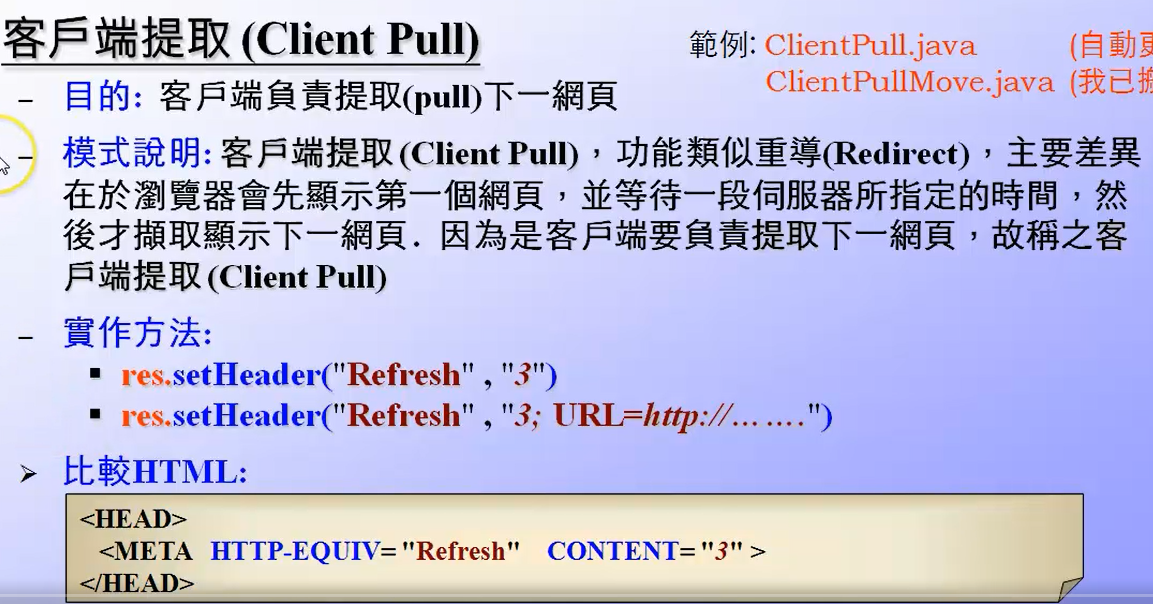 客戶端提取 (Client Pull)
範例: ClientPull.java (自動
ClientPullMove.java (我已
– 目的: 客戶端負責提取(pull)下一網頁
– 模式說明: 客戶端提取 (Client Pull)，功能類似重導(Redirect)，主要差異
在於瀏覽器會先顯示第一個網頁，並等待一段伺服器所指定的時間，然
後才擷取顯示下一網頁. 因為是客戶端要負責提取下一網頁，故稱之客
戶端提取 (Client Pull)
– 實作方法:
▪ res.setHeader("Refresh" , "3")
▪ res.setHeader("Refresh" , "3; URL=http://… ….")
➢ 比較HTML:
<HEAD>
<META HTTP-EQUIV= "Refresh" CONTENT= "3" >
</HEAD>